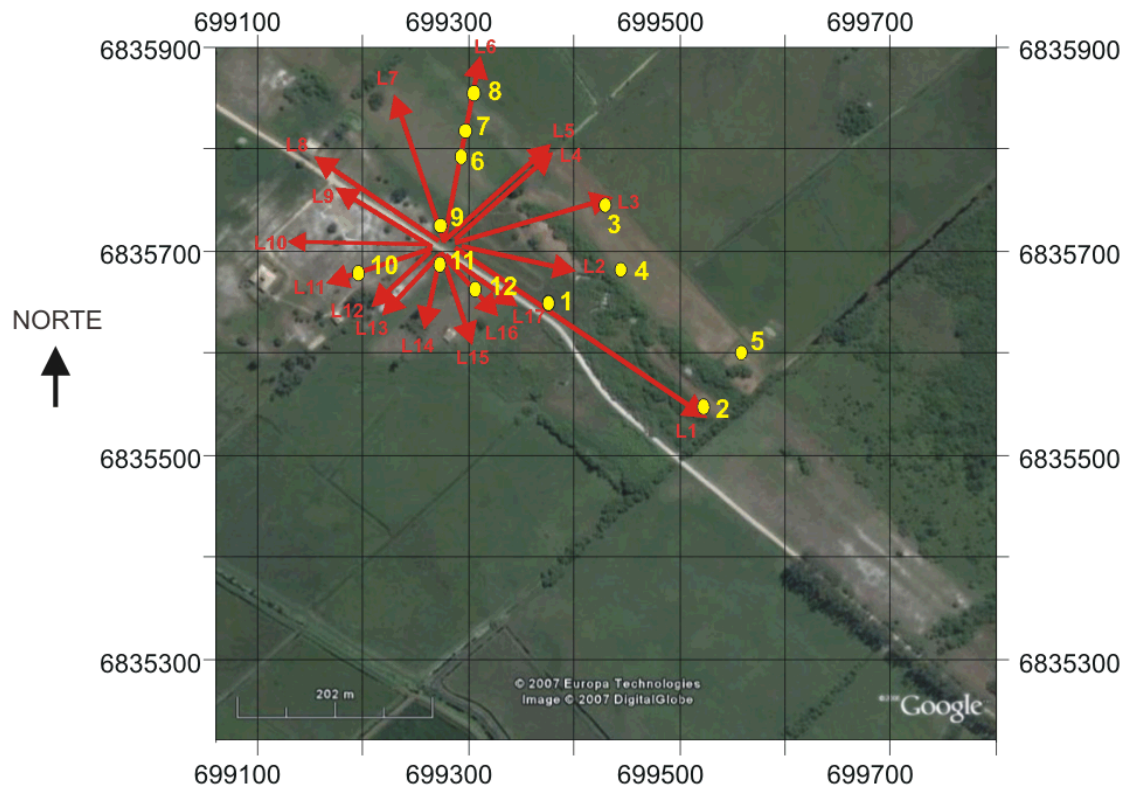 699100 699300 699500 699700
6835900 6835900
L6
L7
8
7
L5
L8
L4
6
L9
L3
9
3
L10
6835700 6835700
11
10
L2
4
L11
12
1
L12
L17
L13
L16
NORTE
L14
5
L15
2
L1
6835500 6835500
6835300 6835300
© 2007 Europa Technologies
202 m
Image © 2007 DigitalGlobe
Google
699100 699300 699500 699700